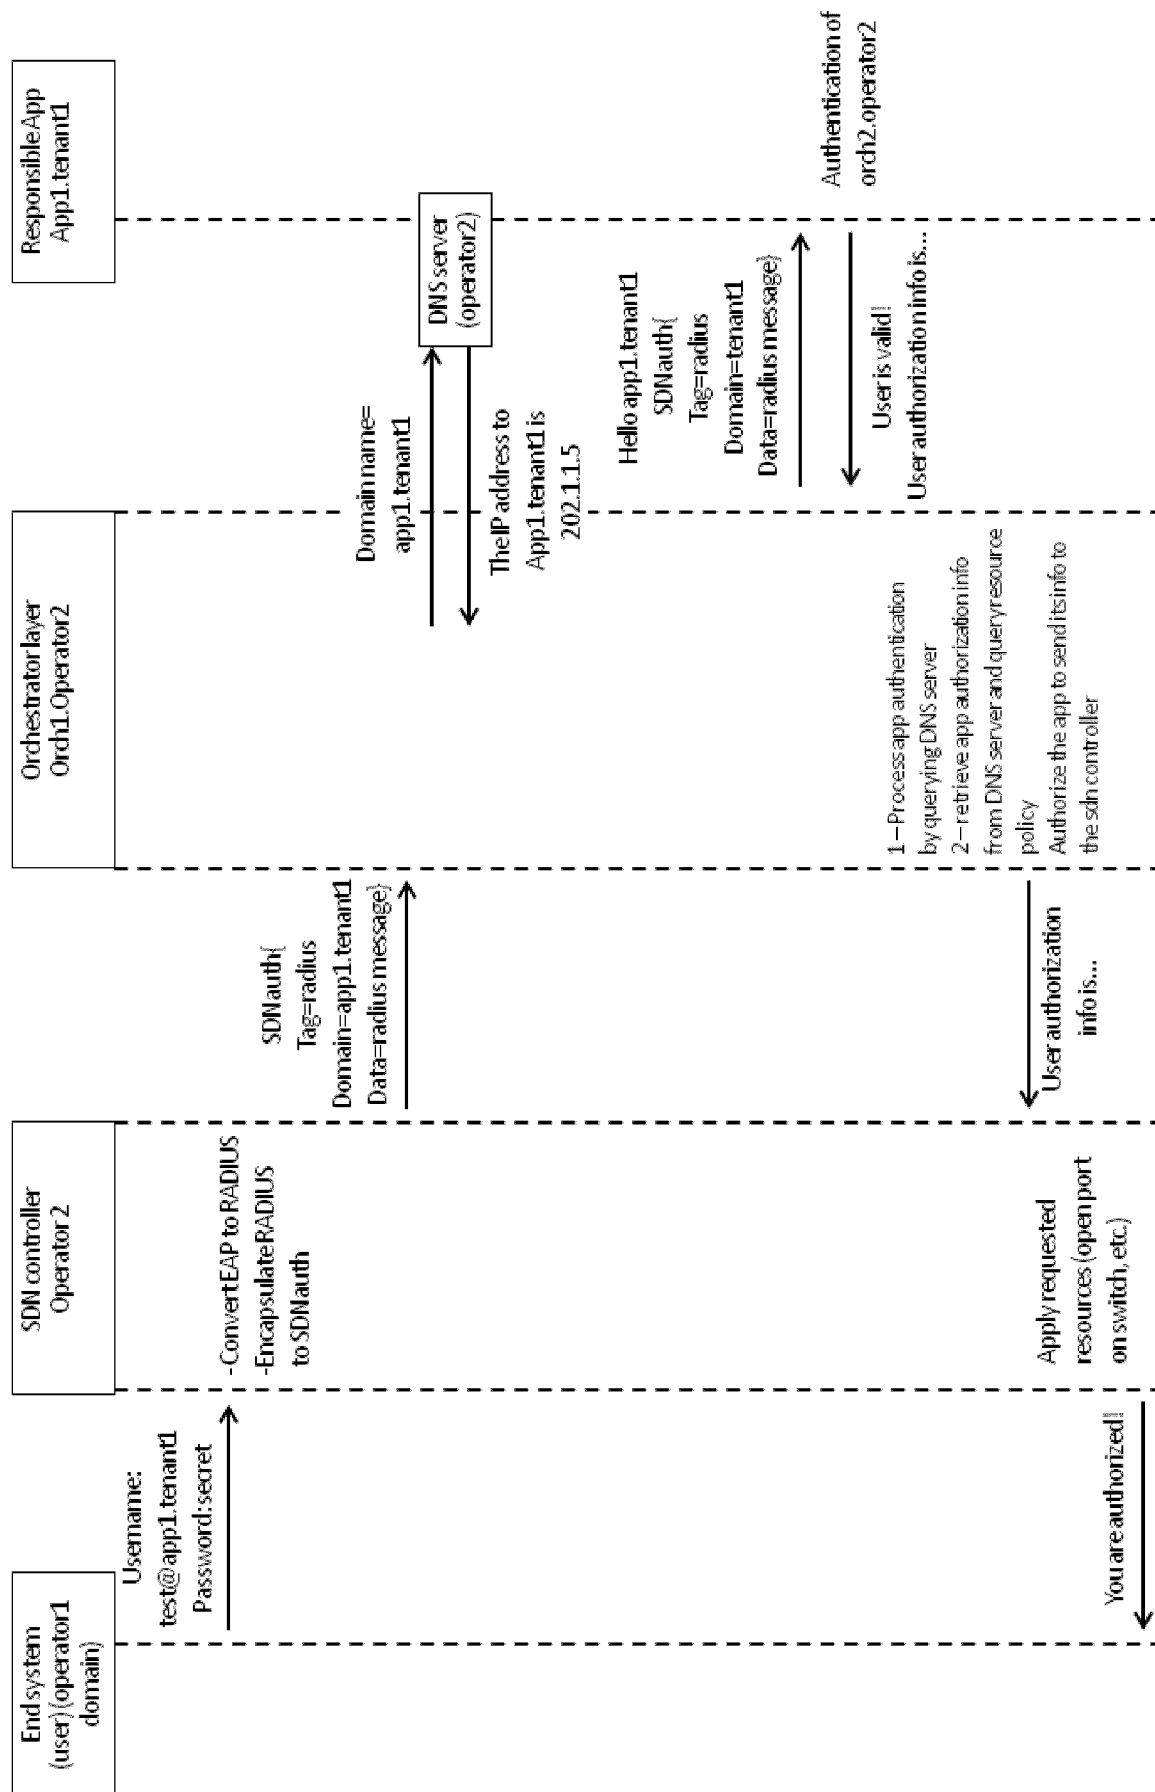 End system
(user) (operator1
domain)
SDN controller
Operator 2
Orchestrator layer
Orch1.Operator2
Responsible App
App1.tenant1
Username:
test@app1.tenant1
Password:secret
-Convert EAP to RADIUS
-Encapsulate RADIUS
to SDNauth
SDNauth{
Tag=radius
Domain=app1.tenant1
Data=radius message}
Domain name=
app1.tenant1
DNS server
(operator2)
The IP address to
App1.tenant1 is
202.1.1.5
Hello app1.tenant1
SDNauth{
Tag=radius
Domain=tenant1
Data=radius message}
Authentication of
orch2.operator2
User is valid!
User authorization info is...
1 – Process app authentication
by querying DNS server
2 – retrieve app authorization info
from DNS server and query resource
policy
Authorize the app to send its info to
the sdn controller
User authorization
info is...
Apply requested
resources (open port
on switch, etc.)
You are authorized!